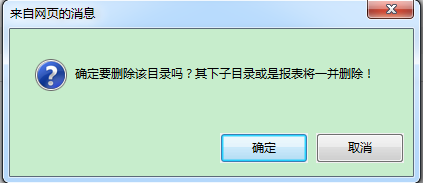 来自网页的消息
确定要删除该目录吗？其下子目录或是报表将一并删除！
确定
取消